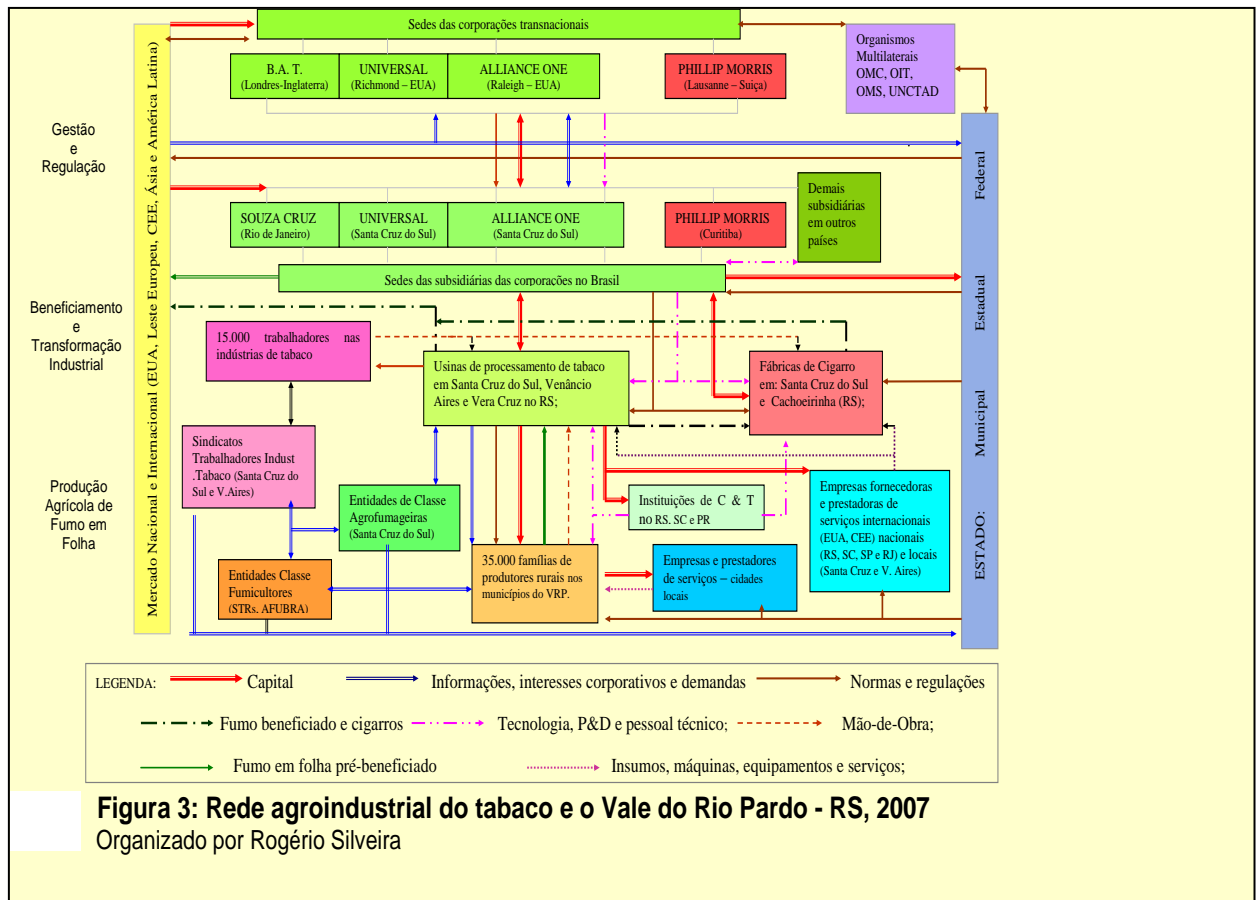 Sedes das corporações transnacionais
Organismos
Multilaterais
OMC, OIT,
OMS, UNCTAD
B.A. T.
(Londres-Inglaterra)
UNIVERSAL
(Richmond – EUA)
ALLIANCE ONE
(Raleigh – EUA)
PHILLIP MORRIS
(Lausanne – Suiça)
Mercado Nacional e Internacional (EUA, Leste Europeu, CEE, Ásia e América Latina)
Gestão
e
Regulação
Federal
SOUZA CRUZ
(Rio de Janeiro)
UNIVERSAL
(Santa Cruz do Sul)
ALLIANCE ONE
(Santa Cruz do Sul)
PHILLIP MORRIS
(Curitiba)
Demais
subsidiárias
em outros
países
Sedes das subsidiárias das corporações no Brasil
Estadual
Beneficiamento
e
Transformação
Industrial
15.000 trabalhadores nas
indústrias de tabaco
Usinas de processamento de tabaco
em Santa Cruz do Sul, Venâncio
Aires e Vera Cruz no RS;
Fábricas de Cigarro
em: Santa Cruz do Sul
e Cachoeirinha (RS);
Municipal
Sindicatos
Trabalhadores Indust
.Tabaco (Santa Cruz do
Sul e V.Aires)
Produção
Agrícola de
Fumo em
Folha
Entidades de Classe
Agrofumageiras
(Santa Cruz do Sul)
Instituições de C & T
no RS. SC e PR
Empresas fornecedoras
e prestadoras de
serviços internacionais
(EUA, CEE) nacionais
(RS, SC, SP e RJ) e locais
(Santa Cruz e V. Aires)
ESTADO:
Entidades Classe
Fumicultores
(STRs. AFUBRA)
35.000 famílias de
produtores rurais nos
municípios do VRP.
Empresas e prestadores
de serviços – cidades
locais
LEGENDA: Capital Informações, interesses corporativos e demandas Normas e regulações
Fumo beneficiado e cigarros Tecnologia, P&D e pessoal técnico; Mão-de-Obra;
Fumo em folha pré-beneficiado Insumos, máquinas, equipamentos e serviços;
Figura 3: Rede agroindustrial do tabaco e o Vale do Rio Pardo - RS, 2007
Organizado por Rogério Silveira